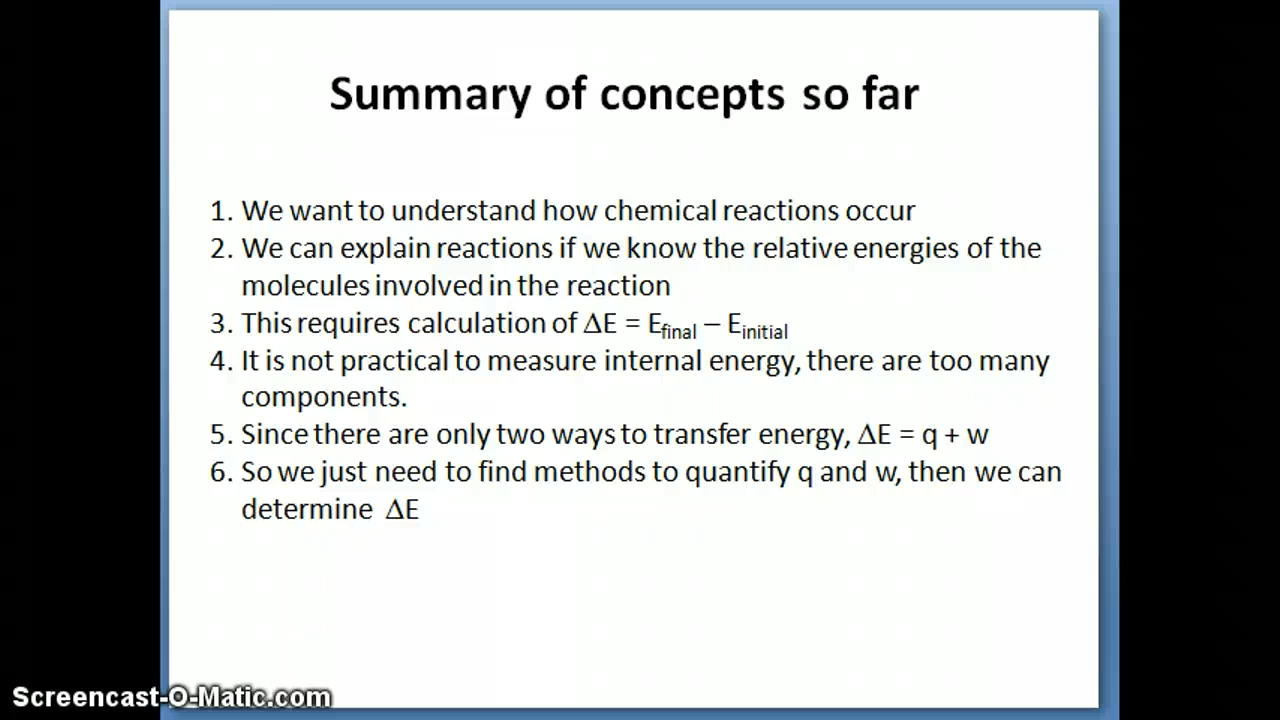 Summary of concepts so far
1. We want to understand how chemical reactions occur
2. We can explain reactions if we know the relative energies of the
molecules involved in the reaction
3. This requires calculation of ΔE = Efinal – Einitial
4. It is not practical to measure internal energy, there are too many
components.
5. Since there are only two ways to transfer energy, ΔE = q + w
6. So we just need to find methods to quantify q and w, then we can
determine ΔE
Screencast-O-Matic.com